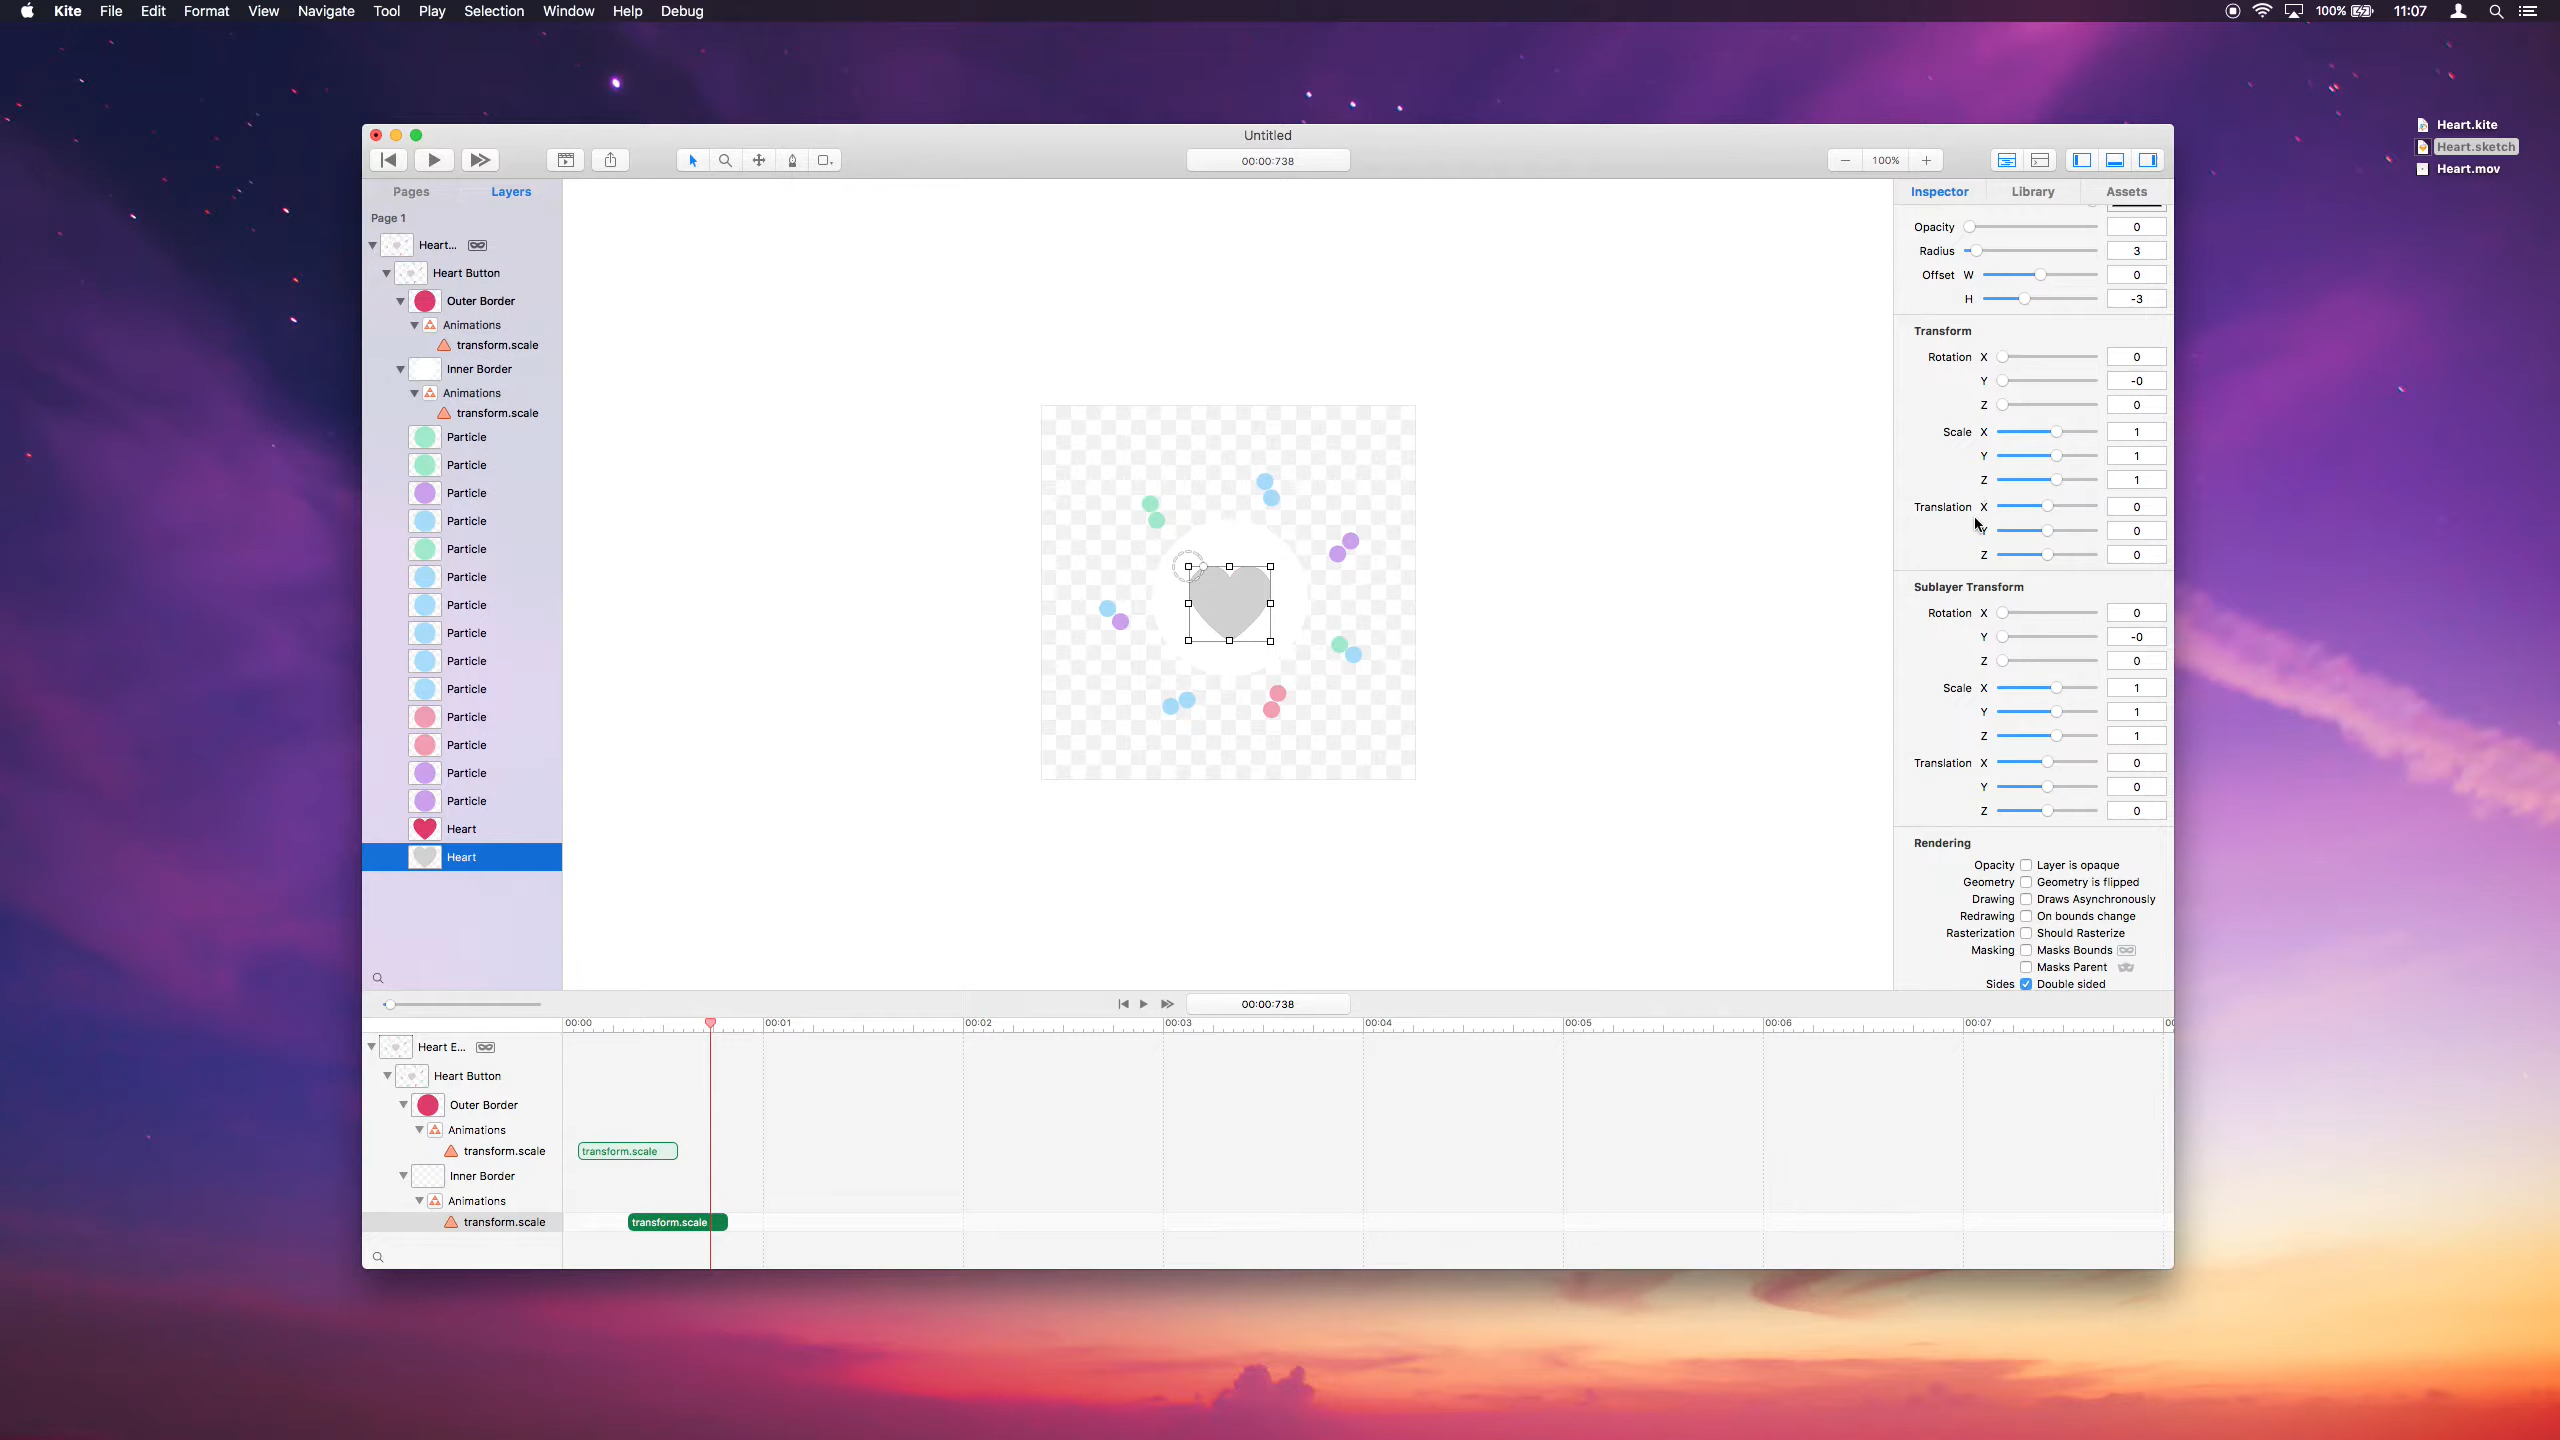 Kite File Edit Format View Navigate Tool Play Selection Window Help Debug 100% 11:07
Heart.kite
Heart.sketch
Heart.mov
Untitled
00:00:738 100%
Pages Layers
Page 1
Heart...
Heart Button
Outer Border
Animations
transform.scale
Inner Border
Animations
transform.scale
Particle
Particle
Particle
Particle
Particle
Particle
Particle
Particle
Particle
Particle
Particle
Particle
Particle
Particle
Heart
Heart
Inspector Library Assets
Opacity 0
Radius 3
Offset W 0
H -3
Transform
Rotation X 0
Y -0
Z 0
Scale X 1
Y 1
Z 1
Translation X 0
Y 0
Z 0
Sublayer Transform
Rotation X 0
Y -0
Z 0
Scale X 1
Y 1
Z 1
Translation X 0
Y 0
Z 0
Rendering
Opacity Layer is opaque
Geometry Geometry is flipped
Drawing Draws Asynchronously
Redrawing On bounds change
Rasterization Should Rasterize
Masking Masks Bounds
Masks Parent
Sides Double sided
00:00:738
00:00 00:01 00:02 00:03 00:04 00:05 00:06 00:07
Heart E...
Heart Button
Outer Border
Animations
transform.scale transform.scale
Inner Border
Animations
transform.scale transform.scale